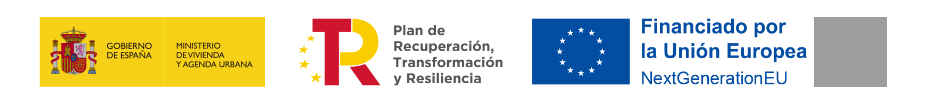 GOBIERNO
DE ESPAÑA
MINISTERIO
DE VIVIENDA
Y AGENDA URBANA
TR
Plan de
Recuperación,
Transformación
y Resiliencia
Financiado por
la Unión Europea
NextGenerationEU